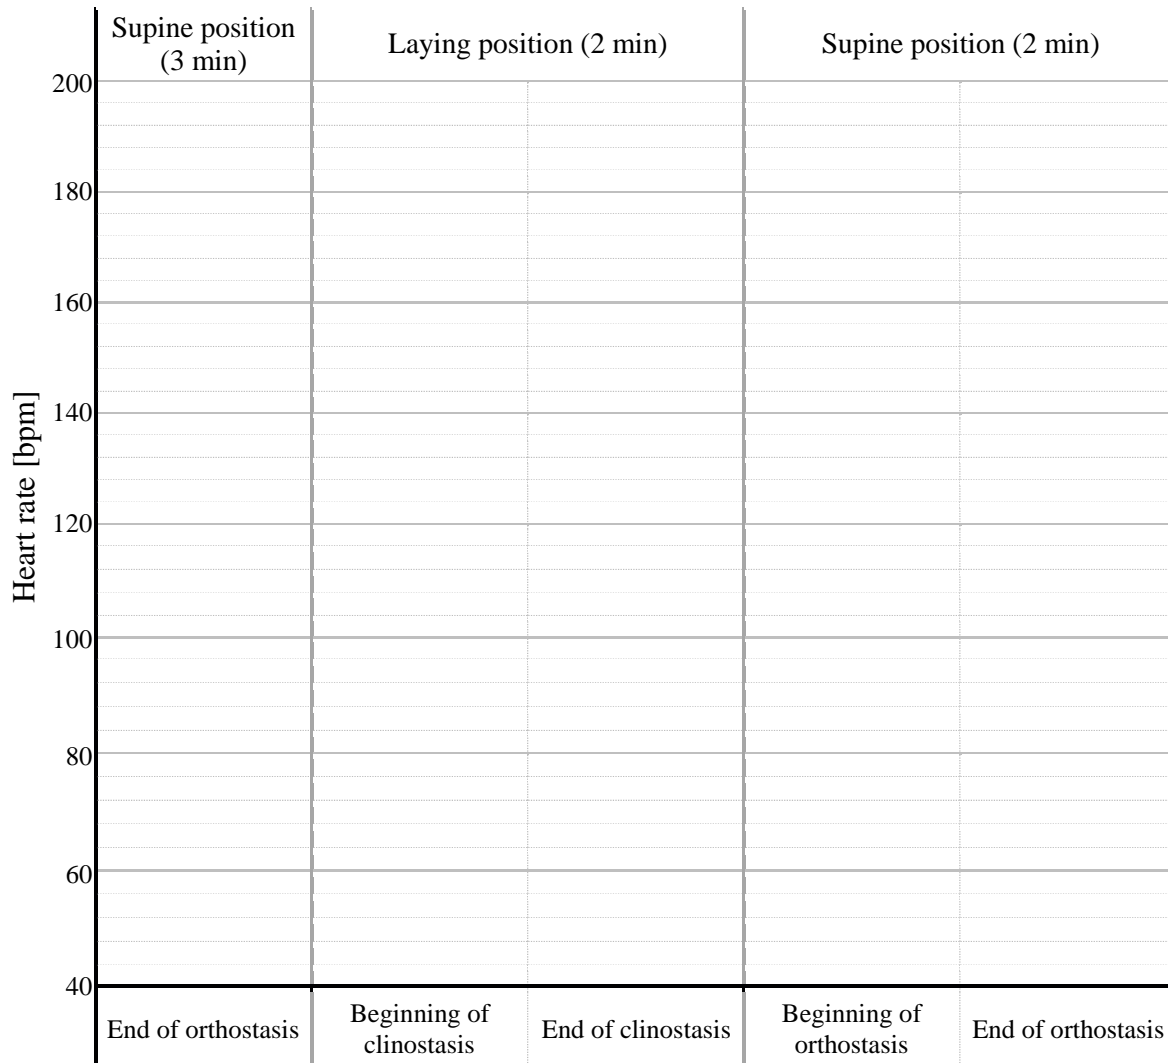 Supine position
(3 min)
Laying position (2 min)
Supine position (2 min)
200
180
160
140
120
100
80
60
40
Heart rate [bpm]
End of orthostasis
Beginning of
clinostasis
End of clinostasis
Beginning of
orthostasis
End of orthostasis